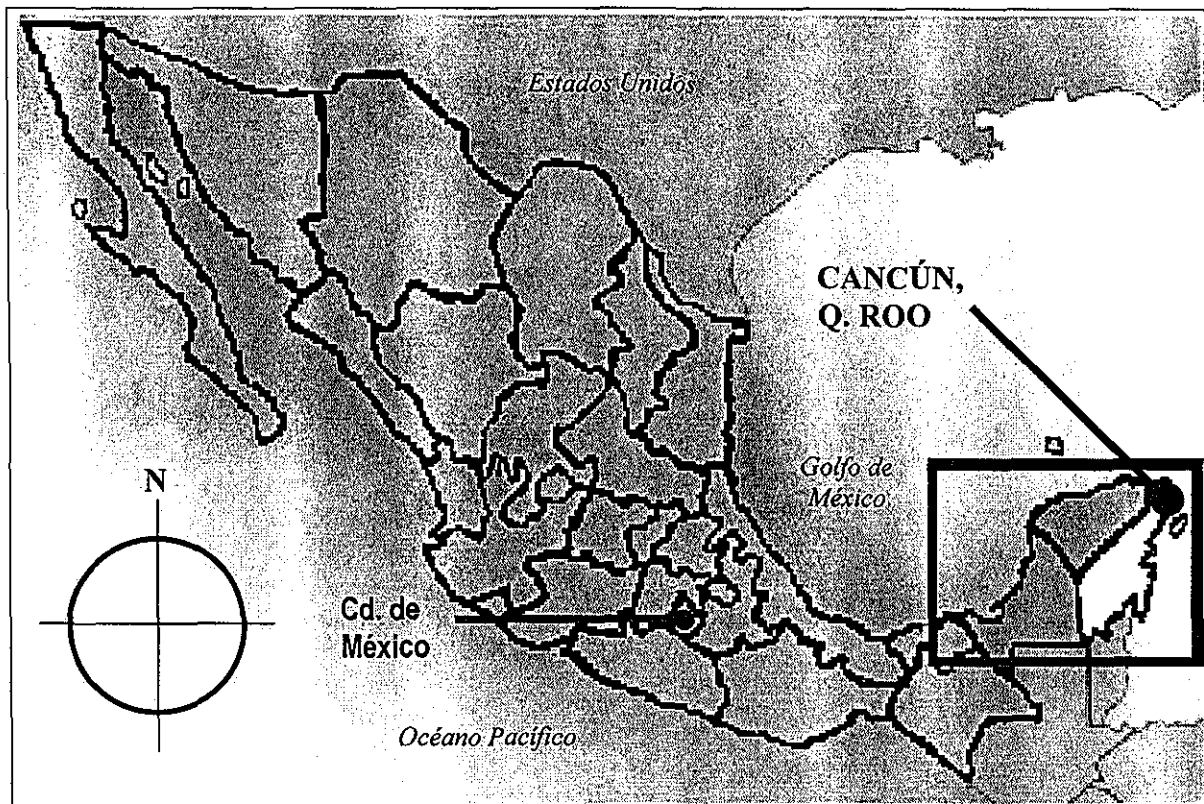 Estados Unidos
CANCÚN,
Q. ROO
Golfo de
México
N
Cd. de
México
Océano Pacífico